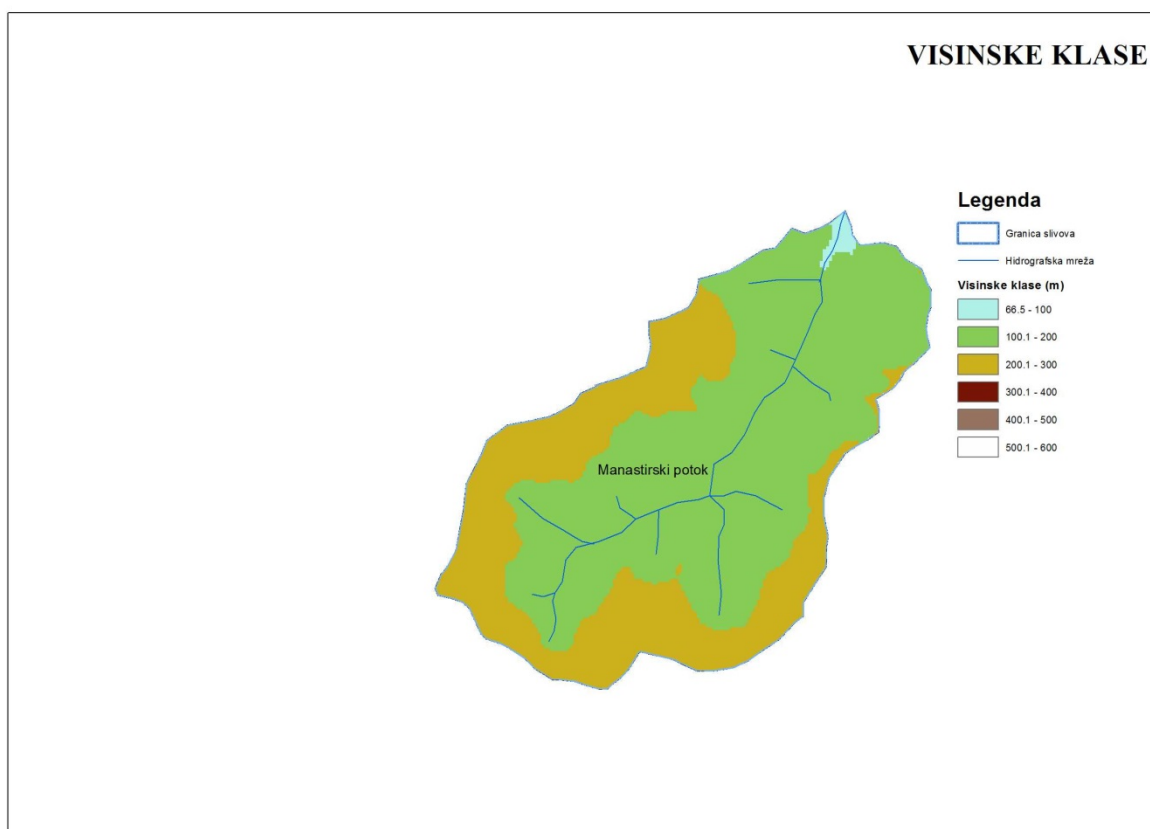 VISINSKE KLASE
Legenda
Granica slivova
Hidrografska mreža
Visinske klase (m)
66.5 - 100
100.1 - 200
200.1 - 300
300.1 - 400
400.1 - 500
500.1 - 600
Manastirski potok